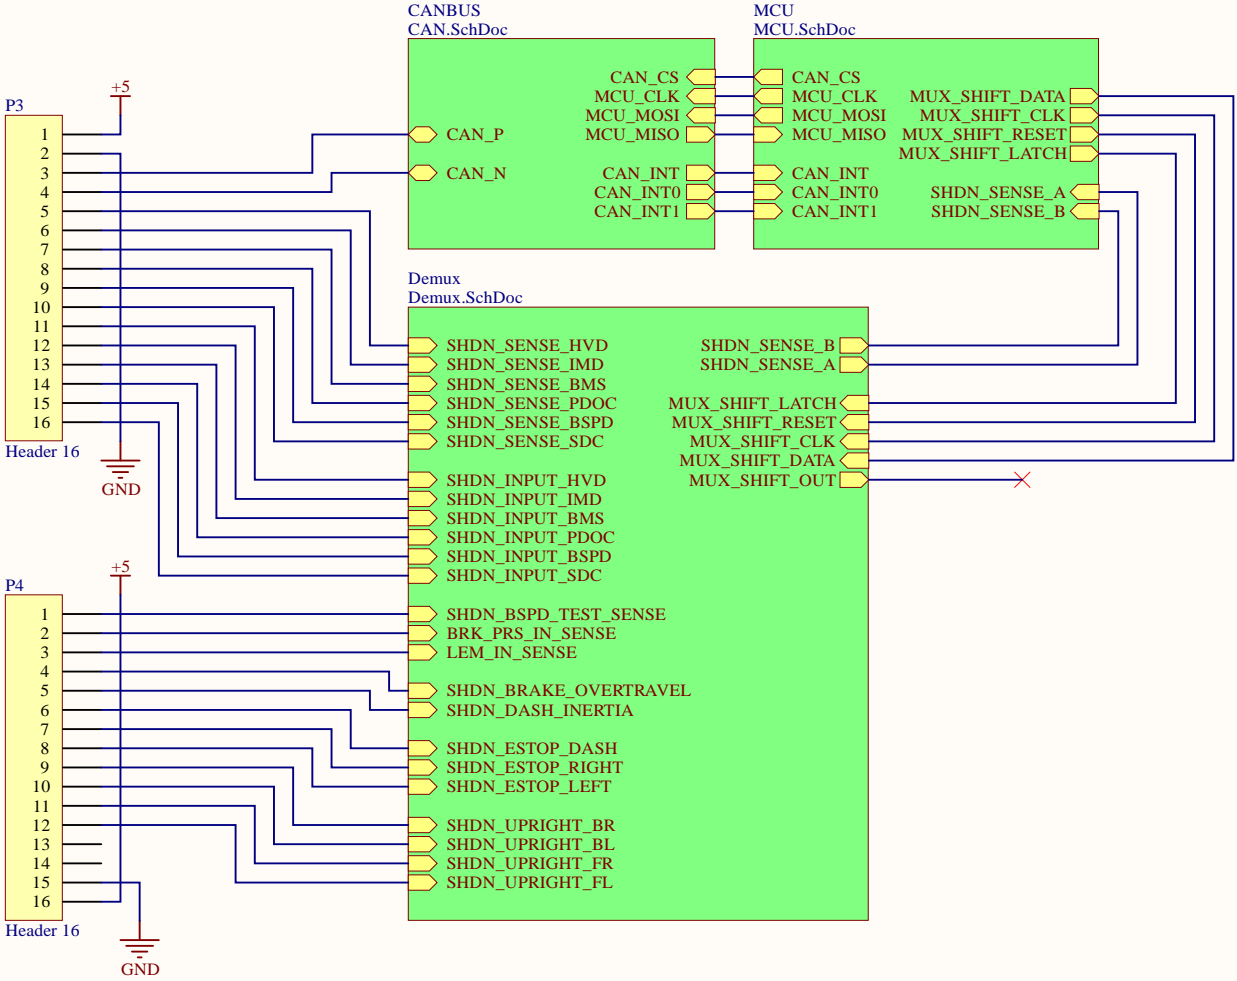 CANBUS
CAN.SchDoc
CAN_CS
MCU_CLK
MCU_MOSI
MCU_MISO
CAN_P
CAN_N
CAN_INT
CAN_INT0
CAN_INT1
MCU
MCU.SchDoc
CAN_CS
MCU_CLK
MCU_MOSI
MCU_MISO
CAN_INT
CAN_INT0
CAN_INT1
MUX_SHIFT_DATA
MUX_SHIFT_CLK
MUX_SHIFT_RESET
MUX_SHIFT_LATCH
SHDN_SENSE_A
SHDN_SENSE_B
+5
P3
1
2
3
4
5
6
7
8
9
10
11
12
13
14
15
16
Header 16
GND
Demux
Demux.SchDoc
SHDN_SENSE_HVD
SHDN_SENSE_IMD
SHDN_SENSE_BMS
SHDN_SENSE_PDOC
SHDN_SENSE_BSPD
SHDN_SENSE_SDC
SHDN_INPUT_HVD
SHDN_INPUT_IMD
SHDN_INPUT_BMS
SHDN_INPUT_PDOC
SHDN_INPUT_BSPD
SHDN_INPUT_SDC
SHDN_BSPD_TEST_SENSE
BRK_PRS_IN_SENSE
LEM_IN_SENSE
SHDN_BRAKE_OVERTRAVEL
SHDN_DASH_INERTIA
SHDN_ESTOP_DASH
SHDN_ESTOP_RIGHT
SHDN_ESTOP_LEFT
SHDN_UPRIGHT_BR
SHDN_UPRIGHT_BL
SHDN_UPRIGHT_FR
SHDN_UPRIGHT_FL
SHDN_SENSE_B
SHDN_SENSE_A
MUX_SHIFT_LATCH
MUX_SHIFT_RESET
MUX_SHIFT_CLK
MUX_SHIFT_DATA
MUX_SHIFT_OUT
+5
P4
1
2
3
4
5
6
7
8
9
10
11
12
13
14
15
16
Header 16
GND